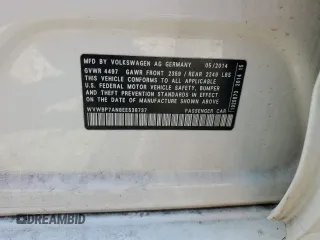 MFD. BY VOLKSWAGEN AG GERMANY 05/2014
GVWR 4497 GAWR FRONT 2359 / REAR 2249 LBS
THIS VEHICLE CONFORMS TO ALL APPLICABLE
U.S. FEDERAL MOTOR VEHICLE SAFETY, BUMPER
AND THEFT PREVENTION STANDARDS IN EFFECT
ON THE DATE OF MANUFACTURE SHOWN ABOVE
WVWBP7AN6EE539737 PASSENGER CAR
DREAMBID